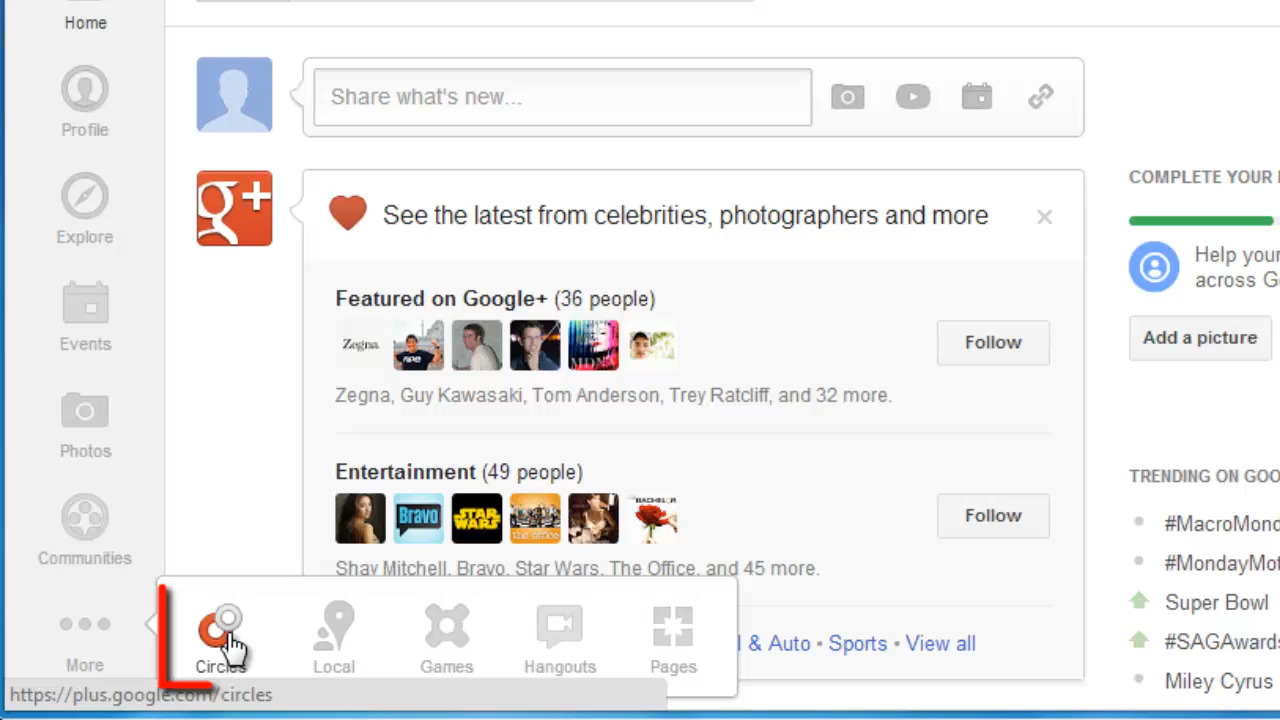 Home
Profile
Explore
Events
Photos
Communities
More
Share what's new...
g+
See the latest from celebrities, photographers and more
Featured on Google+ (36 people)
Zegna
MDNA
Follow
Zegna, Guy Kawasaki, Tom Anderson, Trey Ratcliff, and 32 more.
Entertainment (49 people)
Bravo
STAR WARS
the office
BACHELOR
Follow
Shay Mitchell, Bravo, Star Wars, The Office, and 45 more.
l & Auto • Sports • View all
Circles
Local
Games
Hangouts
Pages
https://plus.google.com/circles
COMPLETE YOUR
Help your
across G
Add a picture
TRENDING ON GOO
#MacroMond
#MondayMot
Super Bowl
#SAGAwards
Miley Cyrus